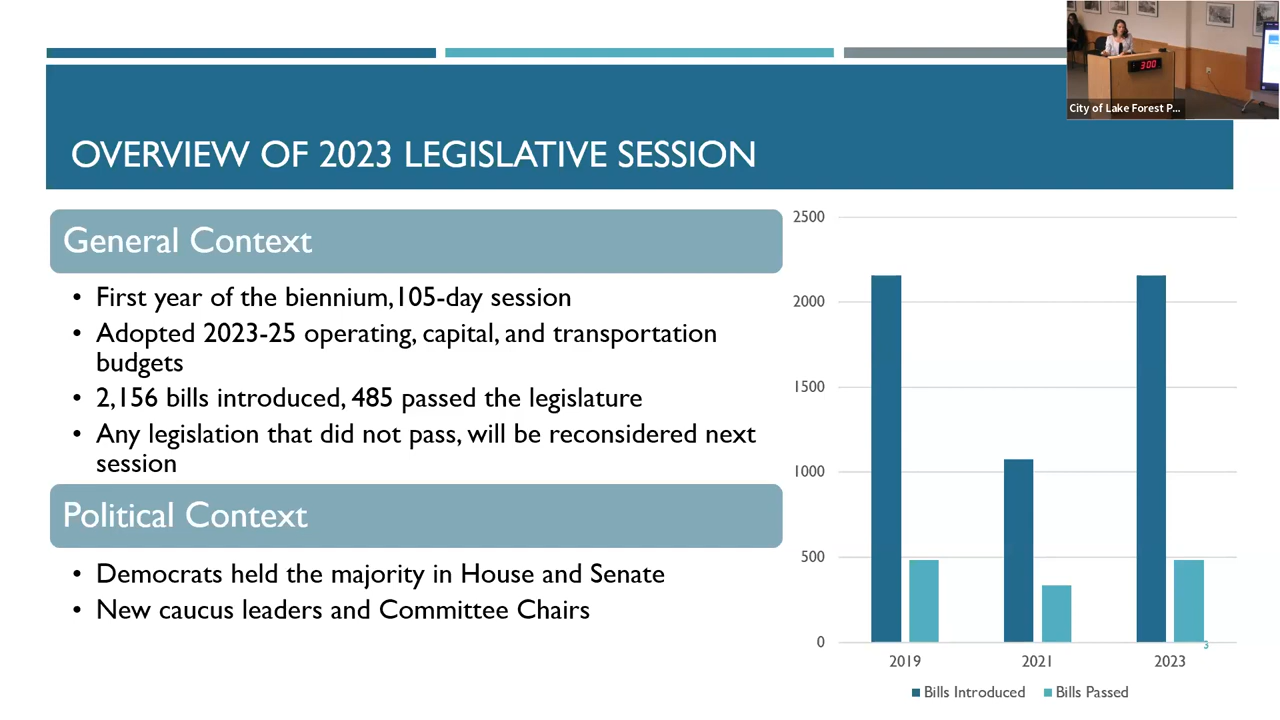 3:00
City of Lake Forest P...
OVERVIEW OF 2023 LEGISLATIVE SESSION
General Context
• First year of the biennium, 105-day session
• Adopted 2023-25 operating, capital, and transportation
budgets
• 2,156 bills introduced, 485 passed the legislature
• Any legislation that did not pass, will be reconsidered next
session
Political Context
• Democrats held the majority in House and Senate
• New caucus leaders and Committee Chairs
2500
2000
1500
1000
500
0
2019 2021 2023
Bills Introduced Bills Passed
3